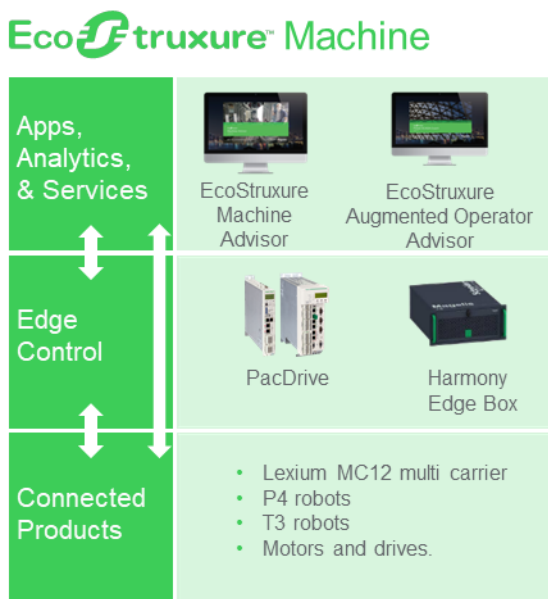 EcoStruxure™ Machine
Apps,
Analytics,
& Services
EcoStruxure
Machine
Advisor
EcoStruxure
Augmented Operator
Advisor
Edge
Control
PacDrive
Magelis
Harmony
Edge Box
Connected
Products
• Lexium MC12 multi carrier
• P4 robots
• T3 robots
• Motors and drives.